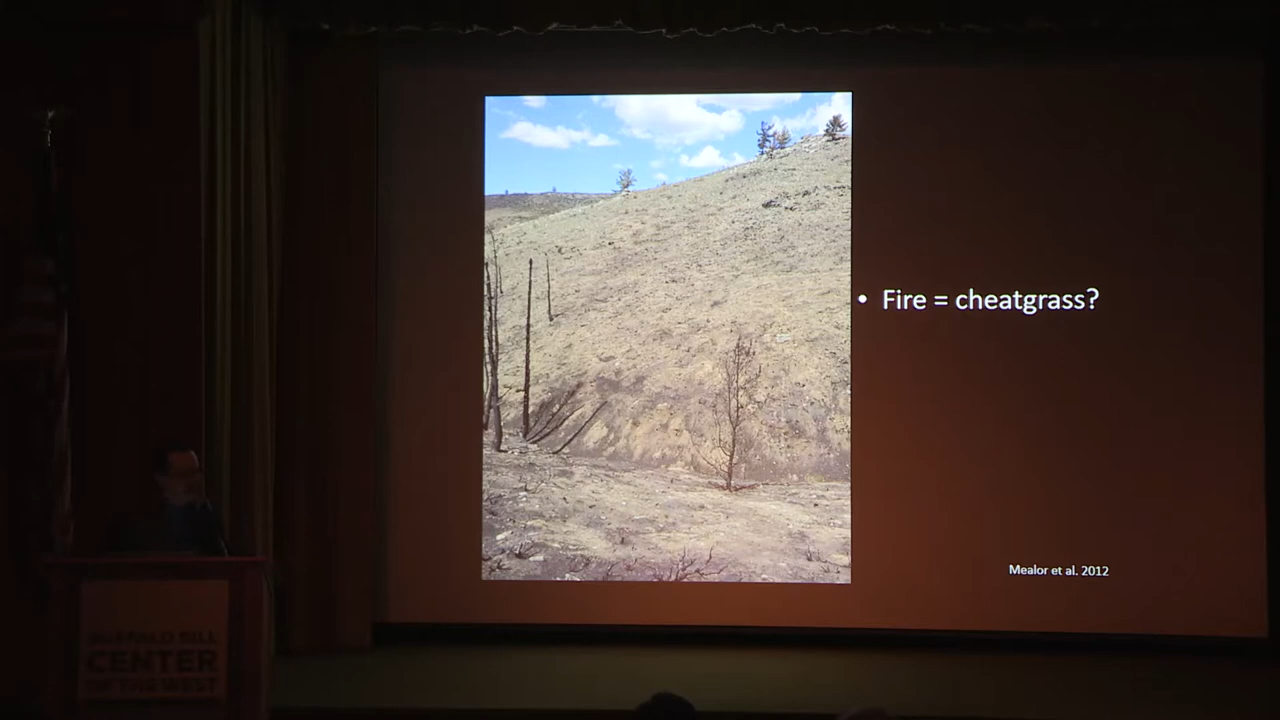 • Fire = cheatgrass?
Mealor et al. 2012
BUFFALO BILL
CENTER
OF THE WEST